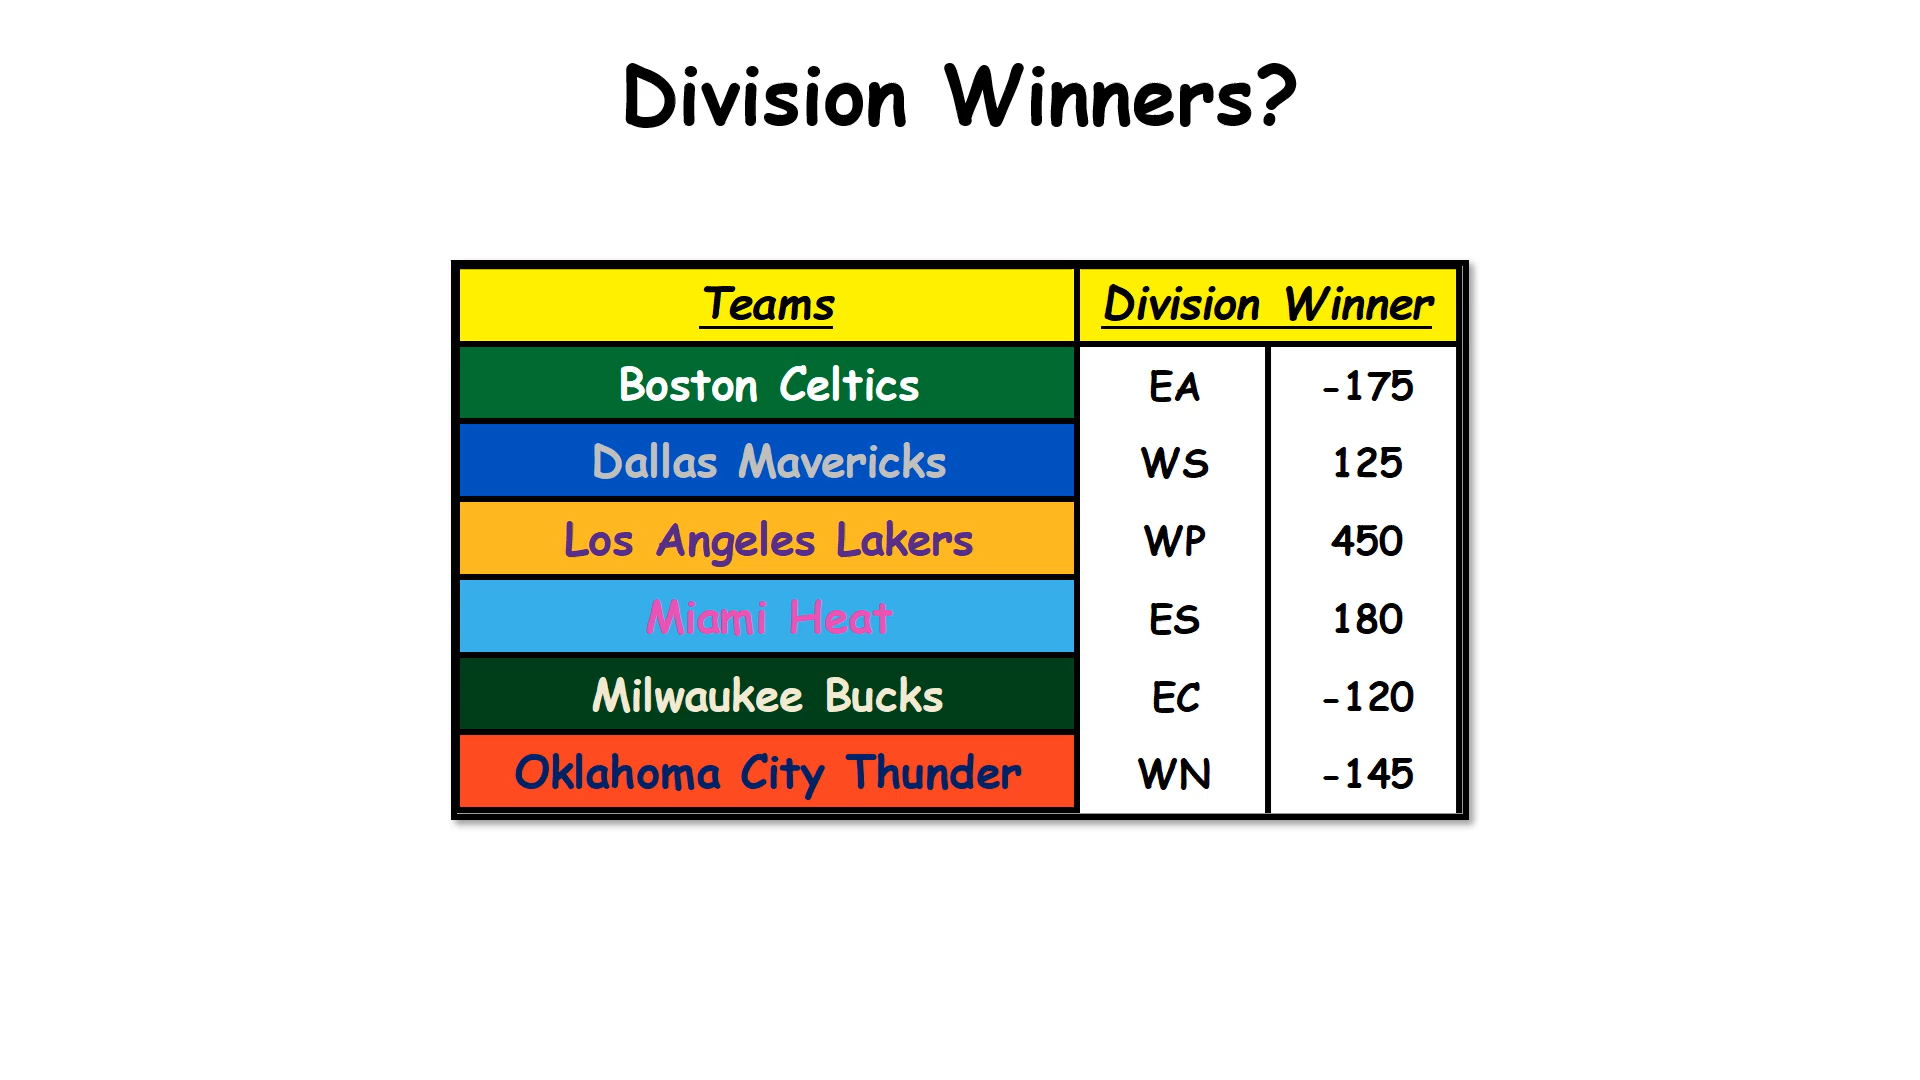 Division Winners?
Teams Division Winner
Boston Celtics EA -175
Dallas Mavericks WS 125
Los Angeles Lakers WP 450
Miami Heat ES 180
Milwaukee Bucks EC -120
Oklahoma City Thunder WN -145